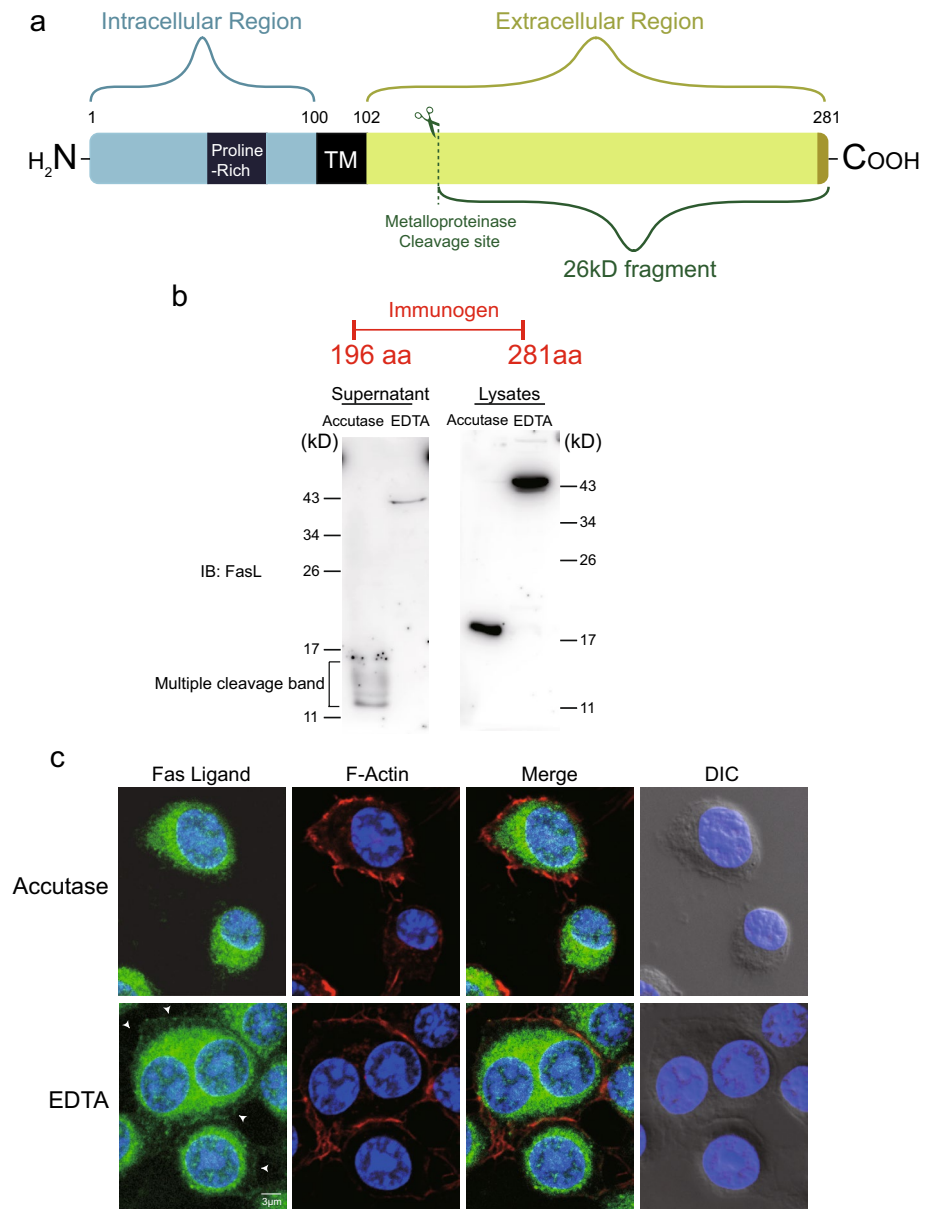 a
Intracellular Region
Extracellular Region
1
100
102
281
H2N
Proline
-Rich
TM
COOH
Metalloproteinase
Cleavage site
26kD fragment
b
Immunogen
196 aa
281aa
Supernatant
Lysates
Accutase
EDTA
Accutase
EDTA
(kD)
(kD)
43
34
26
17
11
43
34
26
17
11
IB: FasL
Multiple cleavage band
c
Fas Ligand
F-Actin
Merge
DIC
Accutase
EDTA
3µm